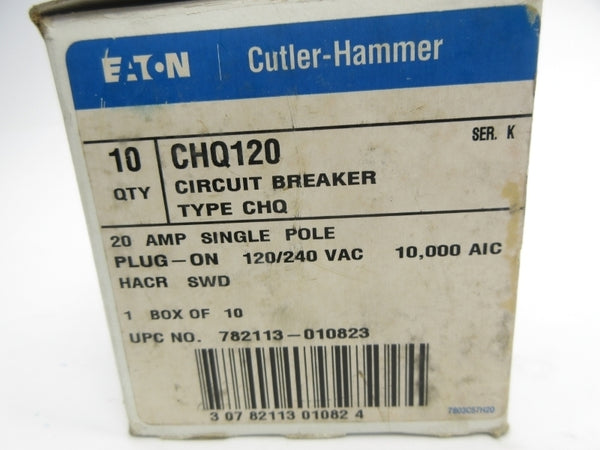 EATON Cutler-Hammer
SER. K
10 CHQ120
QTY CIRCUIT BREAKER
TYPE CHQ
20 AMP SINGLE POLE
PLUG-ON 120/240 VAC 10,000 AIC
HACR SWD
1 BOX OF 10
UPC NO. 782113-010823
3 07 82113 01082 4
7803C57H20